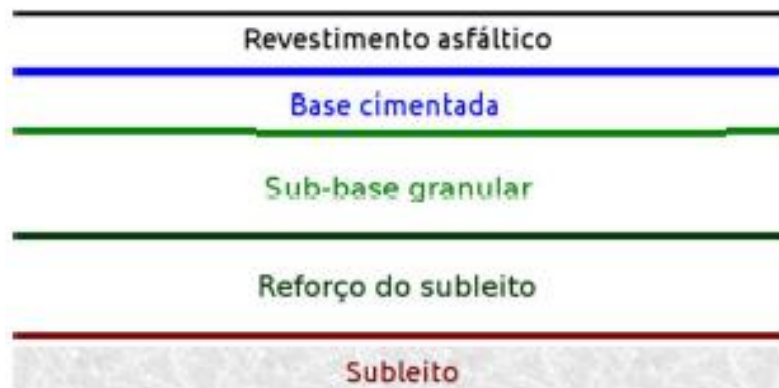 Revestimento asfáltico
Base cimentada
Sub-base granular
Reforço do subleito
Subleito